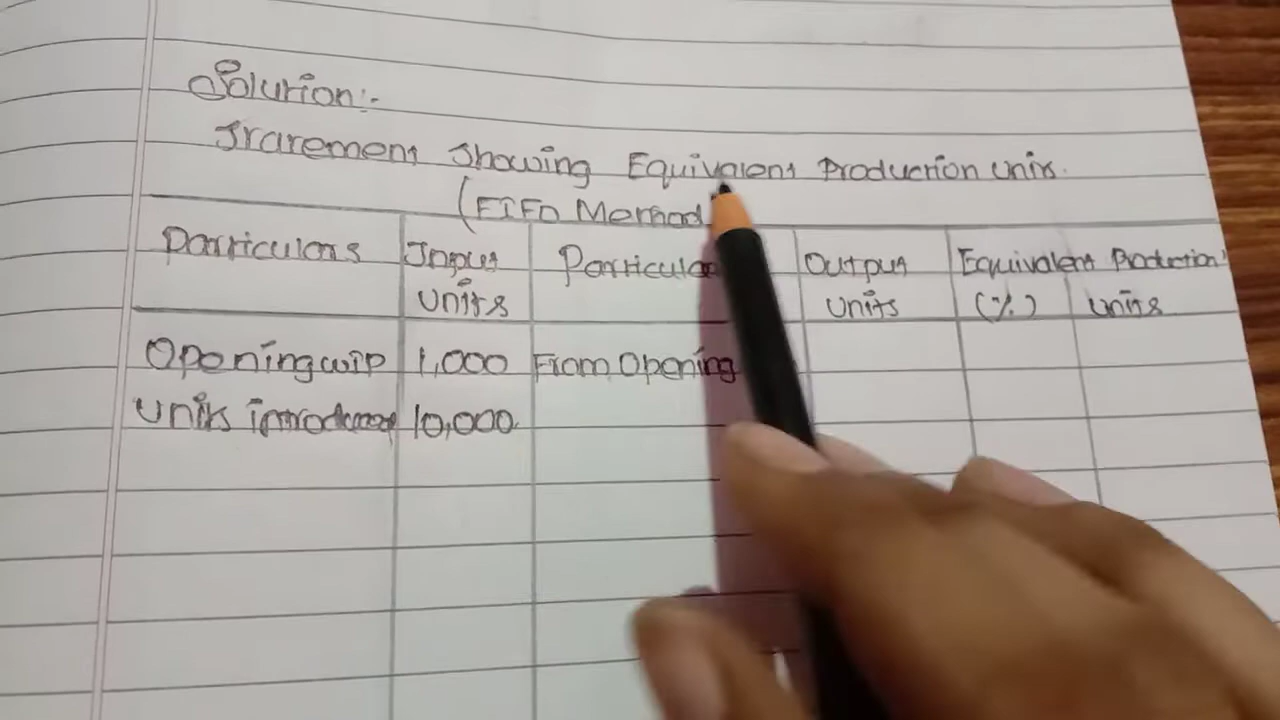 Solution:-
Statement Showing Equivalent Production units.
(FIFO Method
Particulars Input Particula Output Equivalent Production
units units (%) units
Opening wip 1,000 From Opening
Units introduced 10,000.